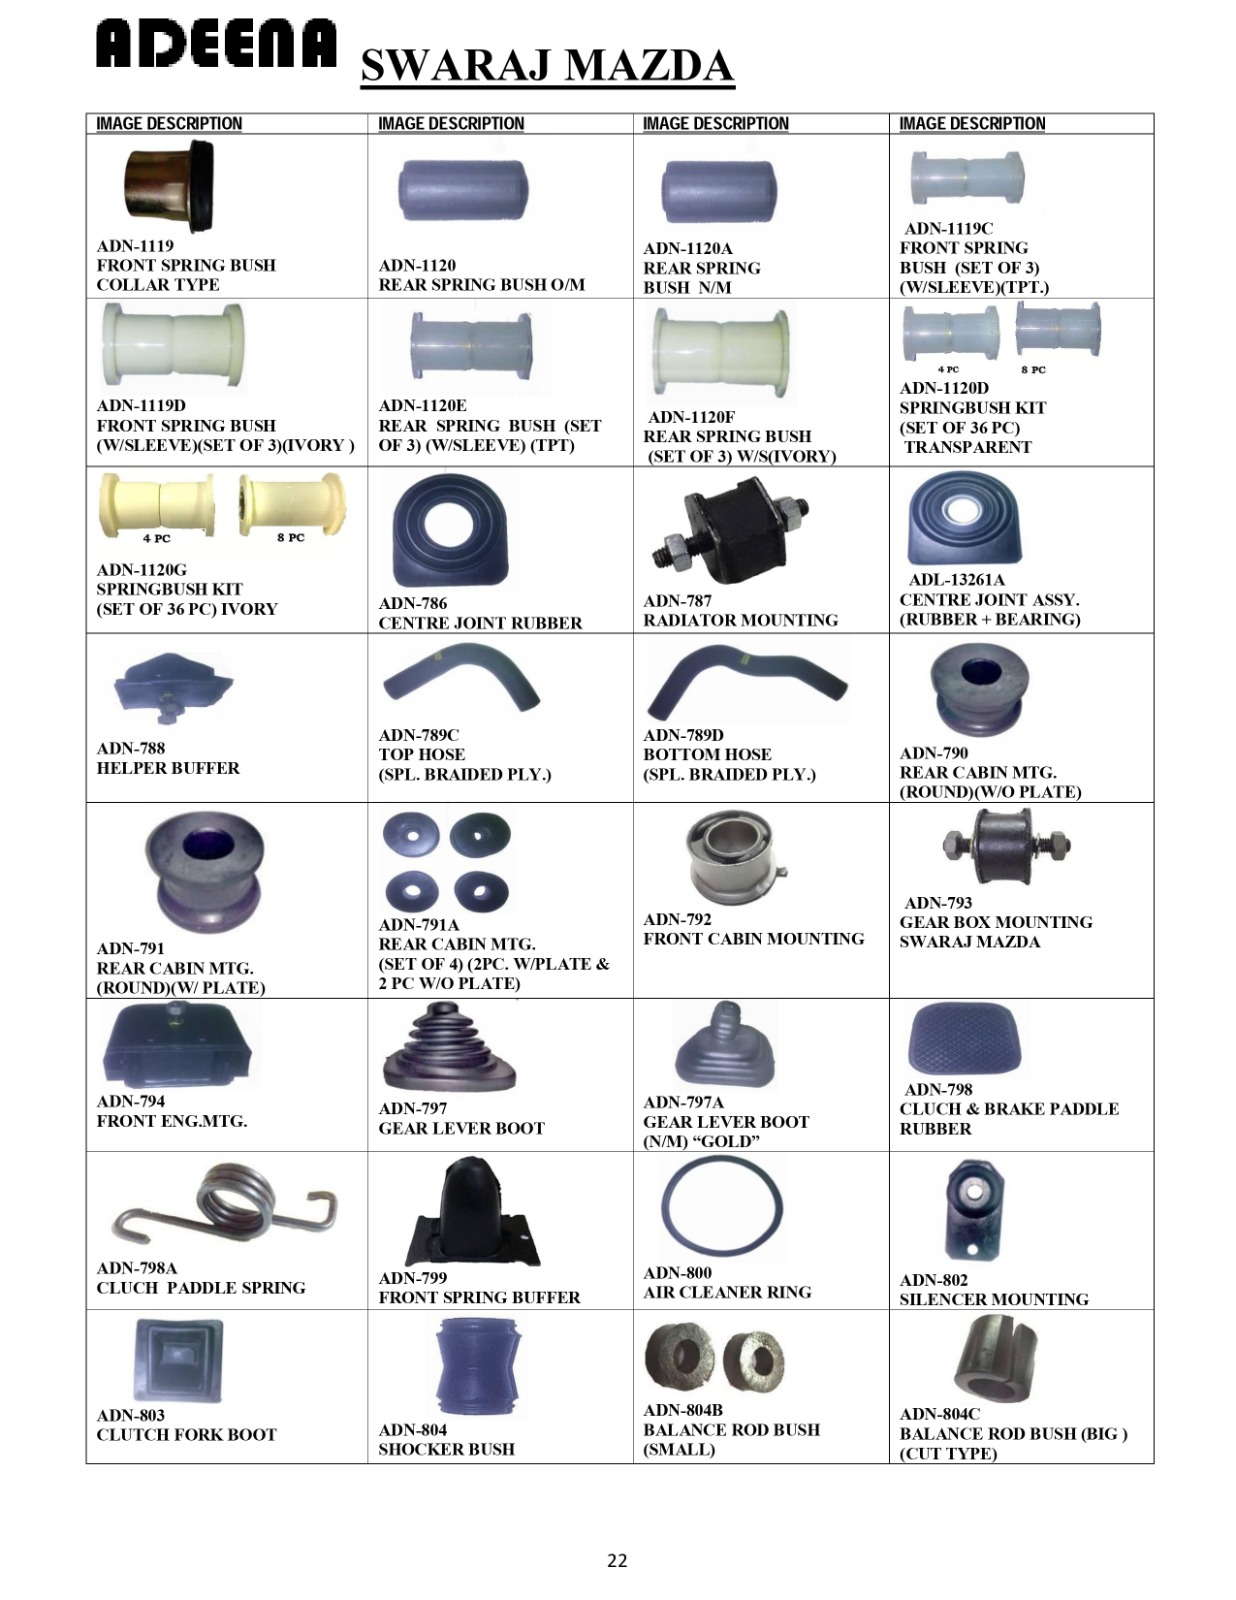 ADEENA
SWARAJ MAZDA
IMAGE DESCRIPTION
IMAGE DESCRIPTION
IMAGE DESCRIPTION
IMAGE DESCRIPTION
ADN-1119
FRONT SPRING BUSH
COLLAR TYPE
ADN-1120
REAR SPRING BUSH O/M
ADN-1120A
REAR SPRING
BUSH N/M
ADN-1119C
FRONT SPRING
BUSH (SET OF 3)
(W/SLEEVE)(TPT.)
ADN-1119D
FRONT SPRING BUSH
(W/SLEEVE)(SET OF 3)(IVORY )
ADN-1120E
REAR SPRING BUSH (SET
OF 3) (W/SLEEVE) (TPT)
ADN-1120F
REAR SPRING BUSH
(SET OF 3) W/S(IVORY)
4 PC 8 PC
ADN-1120D
SPRINGBUSH KIT
(SET OF 36 PC)
TRANSPARENT
4 PC 8 PC
ADN-1120G
SPRINGBUSH KIT
(SET OF 36 PC) IVORY
ADN-786
CENTRE JOINT RUBBER
ADN-787
RADIATOR MOUNTING
ADL-13261A
CENTRE JOINT ASSY.
(RUBBER + BEARING)
ADN-788
HELPER BUFFER
ADN-789C
TOP HOSE
(SPL. BRAIDED PLY.)
ADN-789D
BOTTOM HOSE
(SPL. BRAIDED PLY.)
ADN-790
REAR CABIN MTG.
(ROUND)(W/O PLATE)
ADN-791
REAR CABIN MTG.
(ROUND)(W/ PLATE)
ADN-791A
REAR CABIN MTG.
(SET OF 4) (2PC. W/PLATE &
2 PC W/O PLATE)
ADN-792
FRONT CABIN MOUNTING
ADN-793
GEAR BOX MOUNTING
SWARAJ MAZDA
ADN-794
FRONT ENG.MTG.
ADN-797
GEAR LEVER BOOT
ADN-797A
GEAR LEVER BOOT
(N/M) “GOLD”
ADN-798
CLUCH & BRAKE PADDLE
RUBBER
ADN-798A
CLUCH PADDLE SPRING
ADN-799
FRONT SPRING BUFFER
ADN-800
AIR CLEANER RING
ADN-802
SILENCER MOUNTING
ADN-803
CLUTCH FORK BOOT
ADN-804
SHOCKER BUSH
ADN-804B
BALANCE ROD BUSH
(SMALL)
ADN-804C
BALANCE ROD BUSH (BIG )
(CUT TYPE)
22